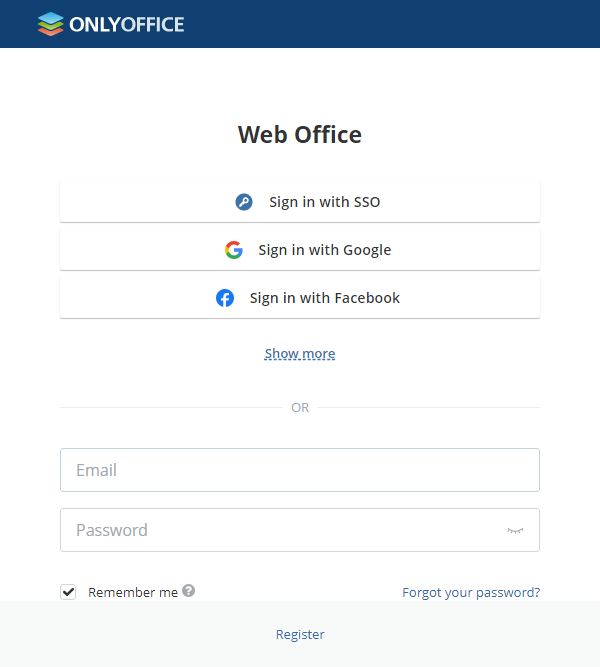 ONLYOFFICE
Web Office
Sign in with SSO
Sign in with Google
Sign in with Facebook
Show more
OR
Email
Password
Remember me ?
Forgot your password?
Register